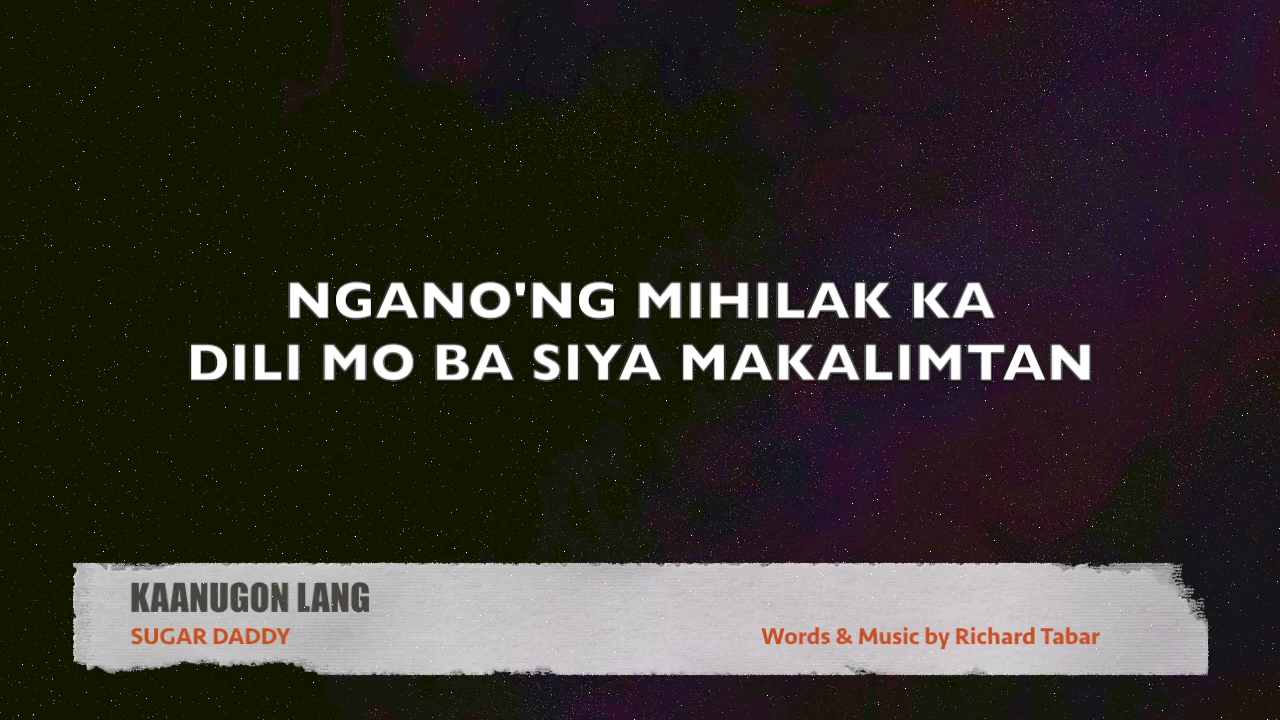 NGANO'NG MIHILAK KA
DILI MO BA SIYA MAKALIMTAN
KAANUGON LANG
SUGAR DADDY
Words & Music by Richard Tabar